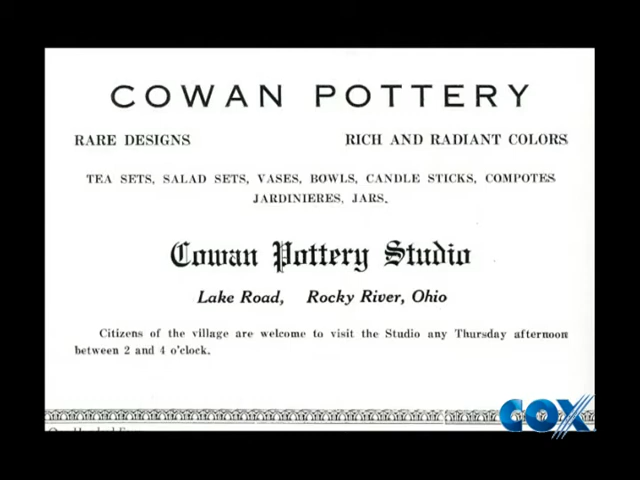 COWAN POTTERY
RARE DESIGNS RICH AND RADIANT COLORS
TEA SETS, SALAD SETS, VASES, BOWLS, CANDLE STICKS, COMPOTES
JARDINIERES, JARS.
Cowan Pottery Studio
Lake Road, Rocky River, Ohio
Citizens of the village are welcome to visit the Studio any Thursday afternoon
between 2 and 4 o'clock.
COX